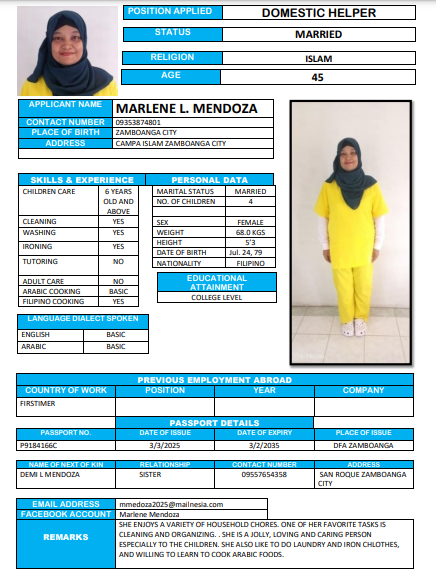 POSITION APPLIED DOMESTIC HELPER
STATUS MARRIED
RELIGION ISLAM
AGE 45
APPLICANT NAME MARLENE L. MENDOZA
CONTACT NUMBER 09353874801
PLACE OF BIRTH ZAMBOANGA CITY
ADDRESS CAMPA ISLAM ZAMBOANGA CITY
SKILLS & EXPERIENCE
CHILDREN CARE 6 YEARS
OLD AND
ABOVE
CLEANING YES
WASHING YES
IRONING YES
TUTORING NO
ADULT CARE NO
ARABIC COOKING BASIC
FILIPINO COOKING YES
PERSONAL DATA
MARITAL STATUS MARRIED
NO. OF CHILDREN 4
SEX FEMALE
WEIGHT 68.0 KGS
HEIGHT 5'3
DATE OF BIRTH Jul. 24, 79
NATIONALITY FILIPINO
EDUCATIONAL
ATTAINMENT
COLLEGE LEVEL
LANGUAGE DIALECT SPOKEN
ENGLISH BASIC
ARABIC BASIC
PREVIOUS EMPLOYMENT ABROAD
COUNTRY OF WORK POSITION YEAR COMPANY
FIRSTIMER
PASSPORT DETAILS
PASSPORT NO. DATE OF ISSUE DATE OF EXPIRY PLACE OF ISSUE
P9184166C 3/3/2025 3/2/2035 DFA ZAMBOANGA
NAME OF NEXT OF KIN RELATIONSHIP CONTACT NUMBER ADDRESS
DEMI L MENDOZA SISTER 09557654358 SAN ROQUE ZAMBOANGA
CITY
EMAIL ADDRESS mmedoza2025@mailnesia.com
FACEBOOK ACCOUNT Marlene Mendoza
REMARKS
SHE ENJOYS A VARIETY OF HOUSEHOLD CHORES. ONE OF HER FAVORITE TASKS IS
CLEANING AND ORGANIZING. . SHE IS A JOLLY, LOVING AND CARING PERSON
ESPECIALLY TO THE CHILDREN. SHE ALSO LIKE TO DO LAUNDRY AND IRON CHLOTHES,
AND WILLING TO LEARN TO COOK ARABIC FOODS.